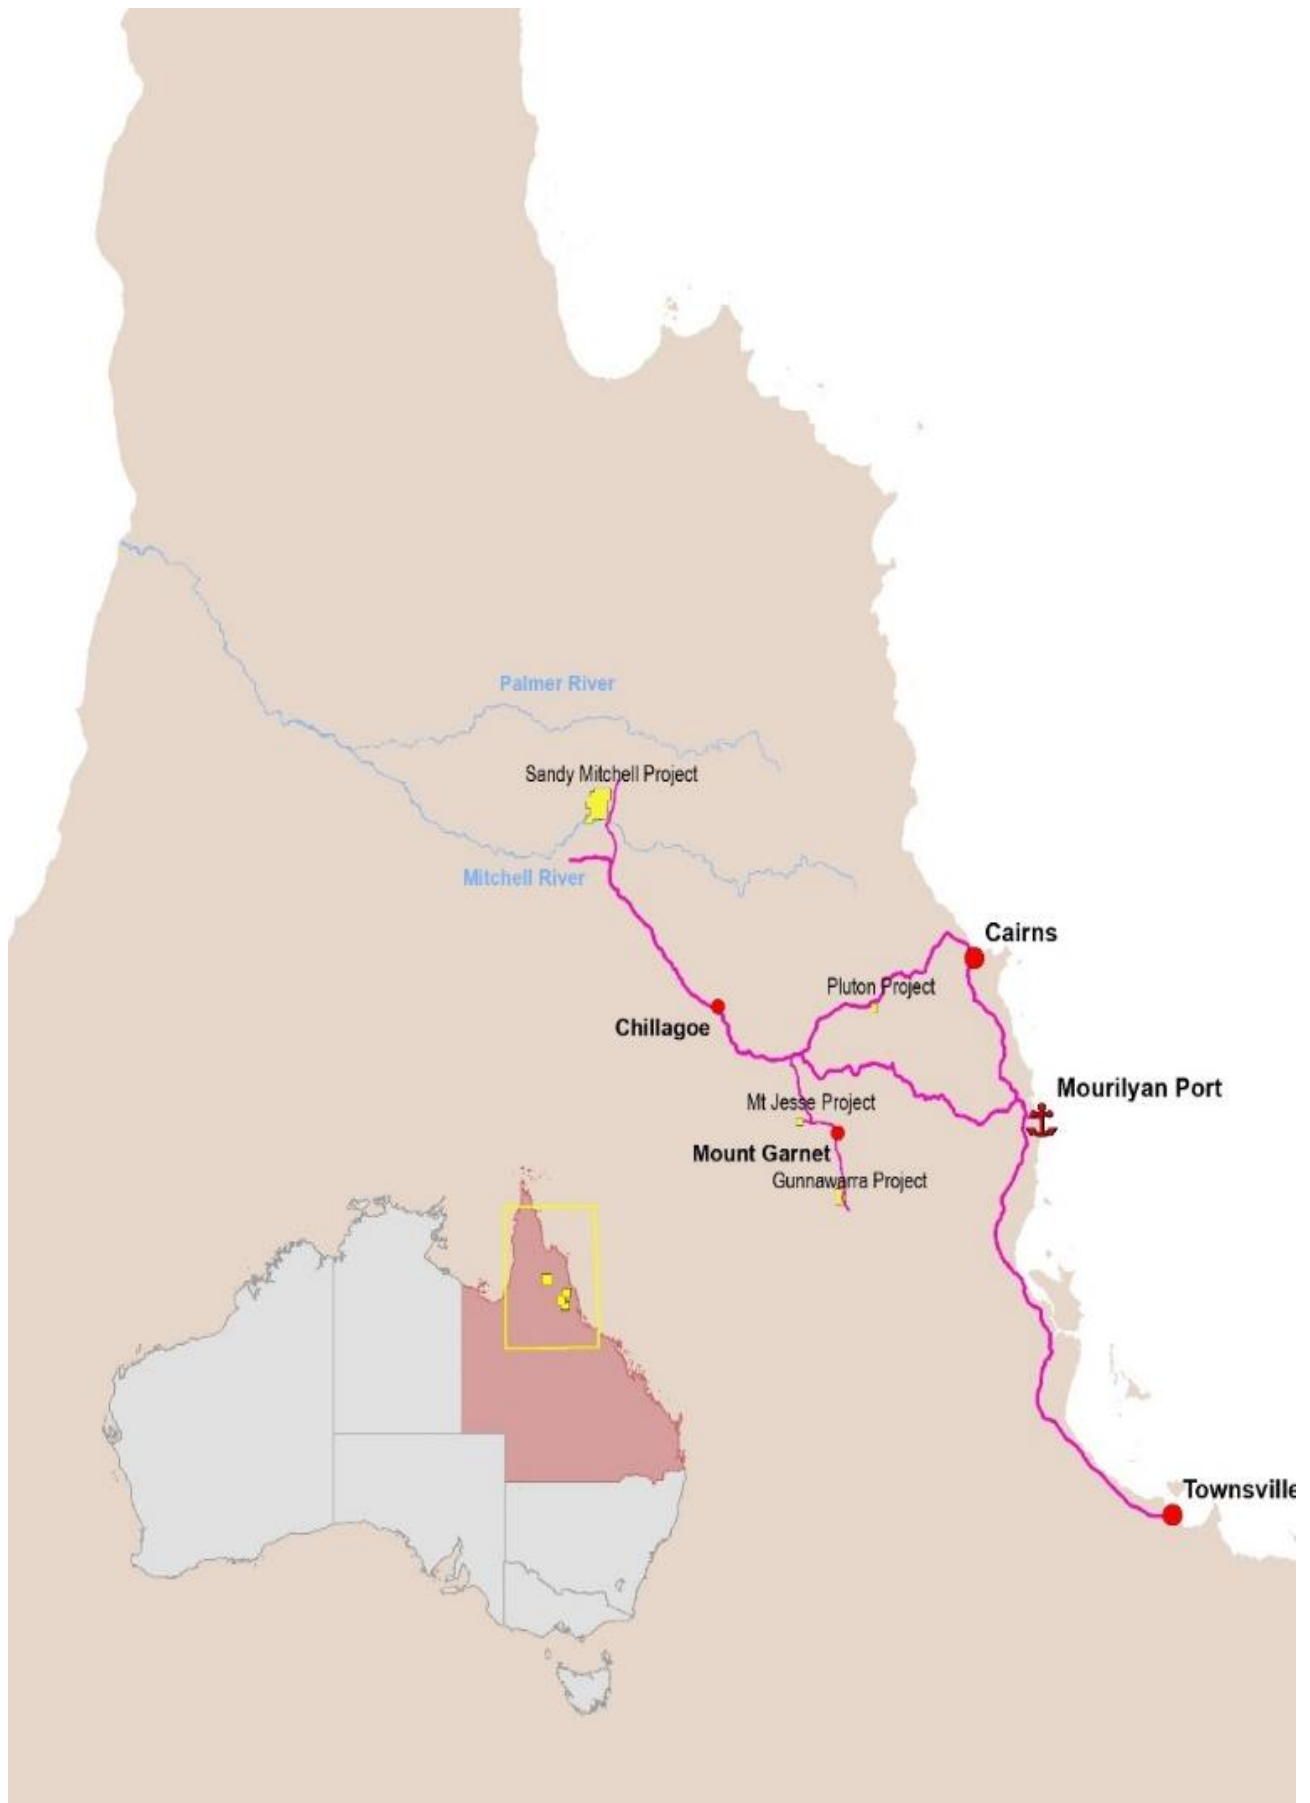 Palmer River
Sandy Mitchell Project
Mitchell River
Cairns
Pluton Project
Chillagoe
Mourilyan Port
Mt Jesse Project
Mount Garnet
Gunnawarra Project
Townsville